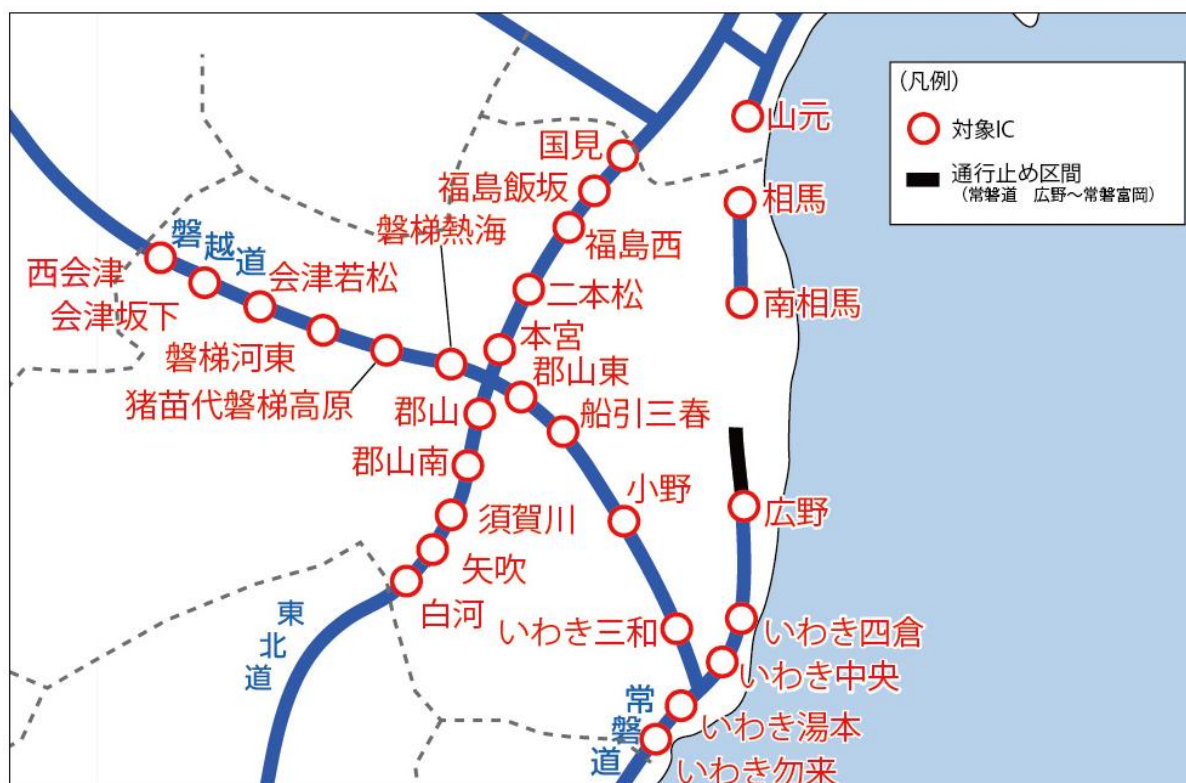 山元
国見
福島飯坂
相馬
磐梯熱海
福島西
磐越道
西会津
会津若松
二本松
南相馬
会津坂下
本宮
磐梯河東
郡山東
猪苗代磐梯高原
郡山
船引三春
郡山南
小野
広野
須賀川
矢吹
白河
いわき三和
いわき四倉
東北道
いわき中央
常磐道
いわき湯本
いわき勿来
(凡例)
対象IC
通行止め区間
(常磐道 広野～常磐富岡)